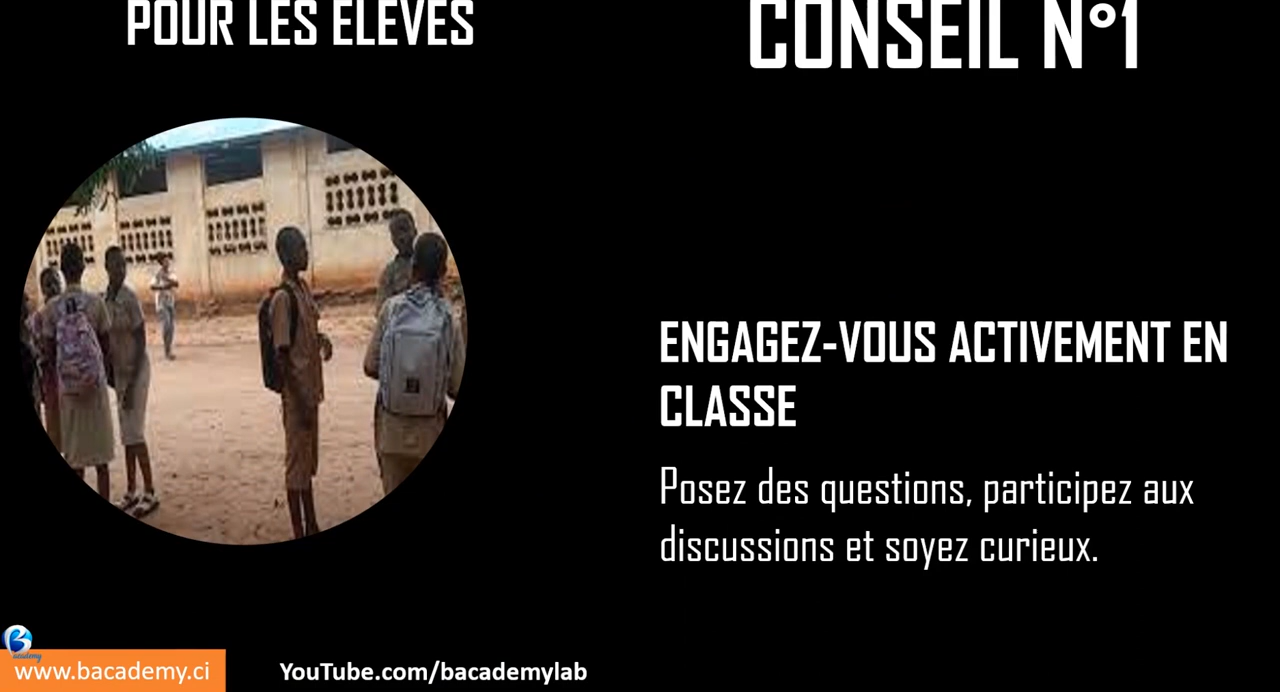 POUR LES ELEVES
CONSEIL N°1
ENGAGEZ-VOUS ACTIVEMENT EN
CLASSE
Posez des questions, participez aux
discussions et soyez curieux.
B
academy
www.bacademy.ci
YouTube.com/bacademylab